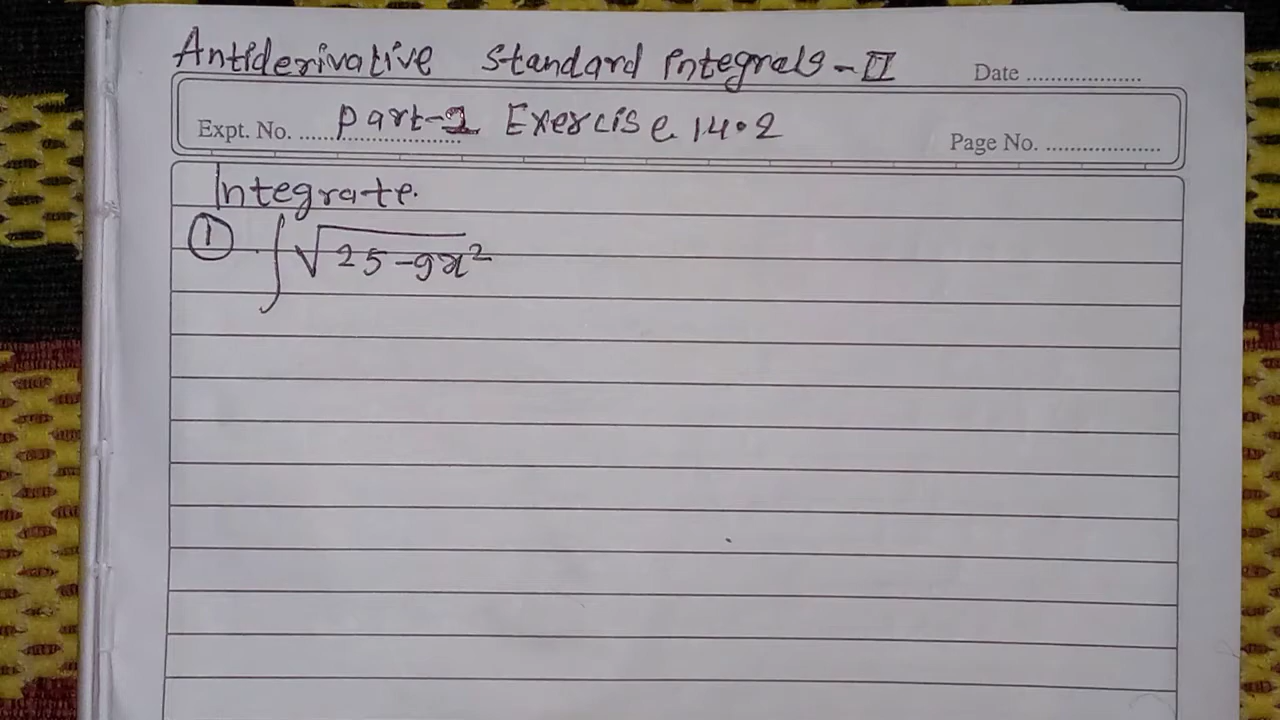 Antiderivative Standard integrals - II
Date ....................
Expt. No. ...... Part-2 Exercise 14.2
Page No. ....................
Integrate.
① ∫√25-9x²